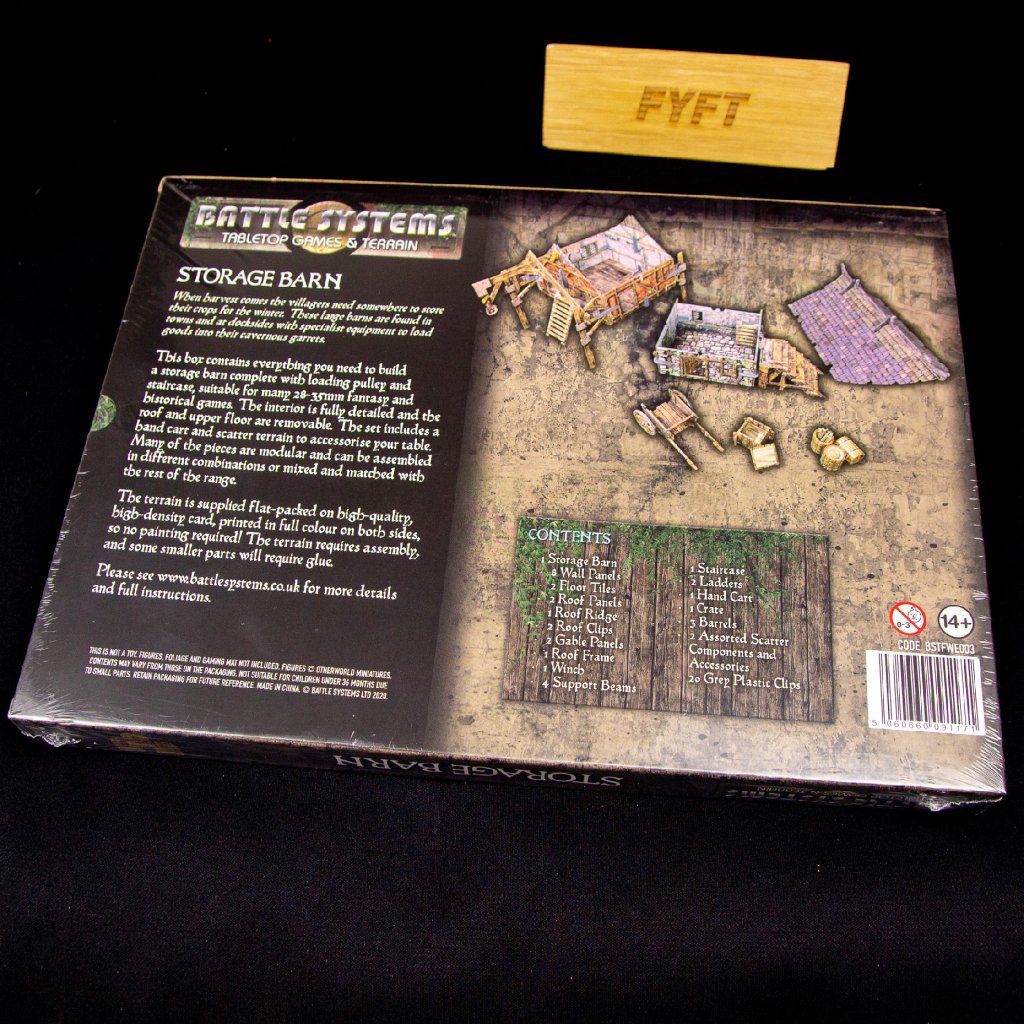 FYFT
BATTLE SYSTEMS
TABLETOP GAMES & TERRAIN
STORAGE BARN
When harvest comes the villagers need somewhere to store
their crops for the winter. These large barns are found in
towns and at docksides with specialist equipment to load
goods into their cavernous garrets.
This box contains everything you need to build
a storage barn complete with loading pulley and
staircase, suitable for many 28-35mm fantasy and
historical games. The interior is fully detailed and the
roof and upper floor are removable. The set includes a
hand cart and scatter terrain to accessorise your table.
Many of the pieces are modular and can be assembled
in different combinations or mixed and matched with
the rest of the range.
The terrain is supplied flat-packed on high-quality,
high-density card, printed in full colour on both sides,
so no painting required! The terrain requires assembly,
and some smaller parts will require glue.
Please see www.battlesystems.co.uk for more details
and full instructions.
THIS IS NOT A TOY. FIGURES, FOLIAGE AND GAMING MAT NOT INCLUDED. FIGURES © OTHERWORLD MINIATURES.
CONTENTS MAY VARY FROM THOSE ON THE PACKAGING. NOT SUITABLE FOR CHILDREN UNDER 36 MONTHS DUE
TO SMALL PARTS. RETAIN PACKAGING FOR FUTURE REFERENCE. MADE IN CHINA. © BATTLE SYSTEMS LTD 2020.
CONTENTS
1 Storage Barn
8 Wall Panels
2 Floor Tiles
2 Roof Panels
1 Roof Ridge
2 Roof Clips
2 Gable Panels
1 Roof Frame
1 Winch
4 Support Beams
1 Staircase
2 Ladders
1 Hand Cart
1 Crate
3 Barrels
2 Assorted Scatter
Components and
Accessories
20 Grey Plastic Clips
0-3
14+
CODE: BSTFWE003
5 060660 091171
STORAGE BARN